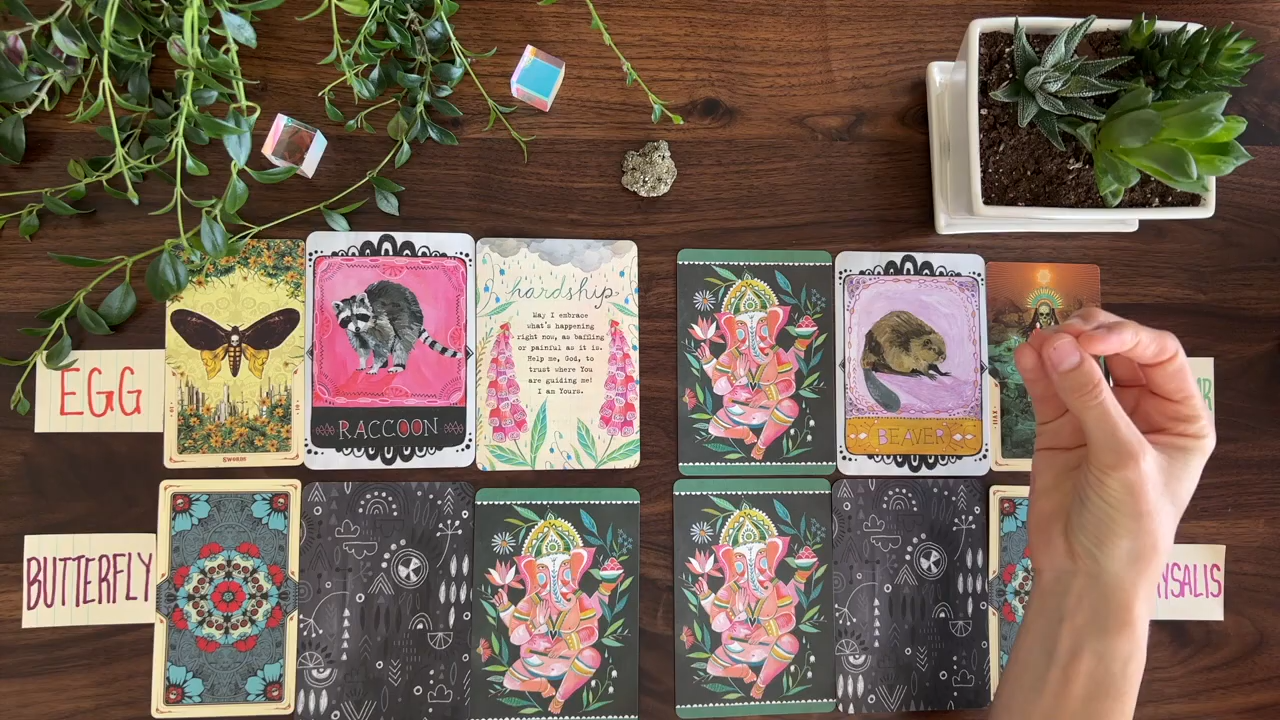 EGG
RACCOON
hardship
May I embrace
what's happening
right now, as baffling
or painful as it is.
Help me, God, to
trust where You
are guiding me!
I am Yours.
SWORDS
BEAVER
BUTTERFLY
YSALIS